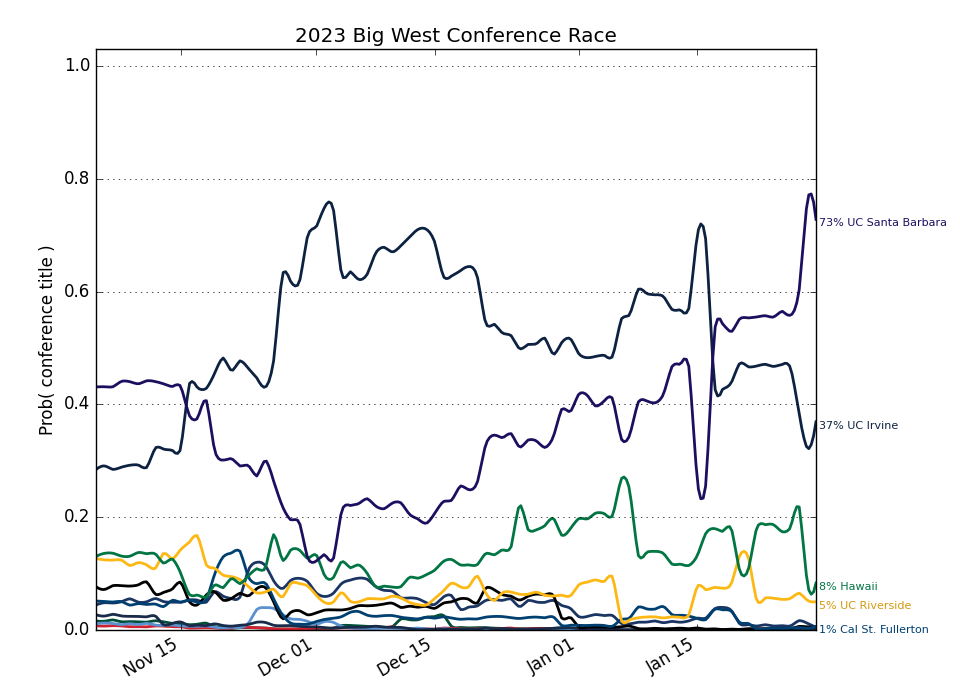 2023 Big West Conference Race
1.0
0.8
0.6
0.4
0.2
0.0
Prob( conference title )
73% UC Santa Barbara
37% UC Irvine
8% Hawaii
5% UC Riverside
1% Cal St. Fullerton
Nov 15
Dec 01
Dec 15
Jan 01
Jan 15